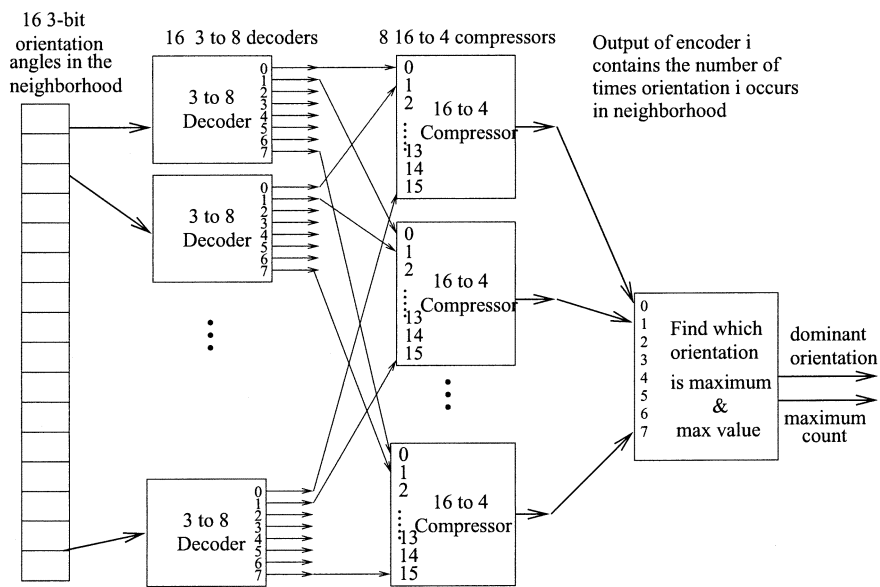 16 3-bit
orientation
angles in the
neighborhood
16 3 to 8 decoders
8 16 to 4 compressors
Output of encoder i
contains the number of
times orientation i occurs
in neighborhood
3 to 8
Decoder
0
1
2
3
4
5
6
7
3 to 8
Decoder
0
1
2
3
4
5
6
7
3 to 8
Decoder
0
1
2
3
4
5
6
7
0
1
2
13
14
15
16 to 4
Compressor
0
1
2
13
14
15
16 to 4
Compressor
0
1
2
13
14
15
16 to 4
Compressor
0
1
2
3
4
5
6
7
Find which
orientation
is maximum
&
max value
dominant
orientation
maximum
count